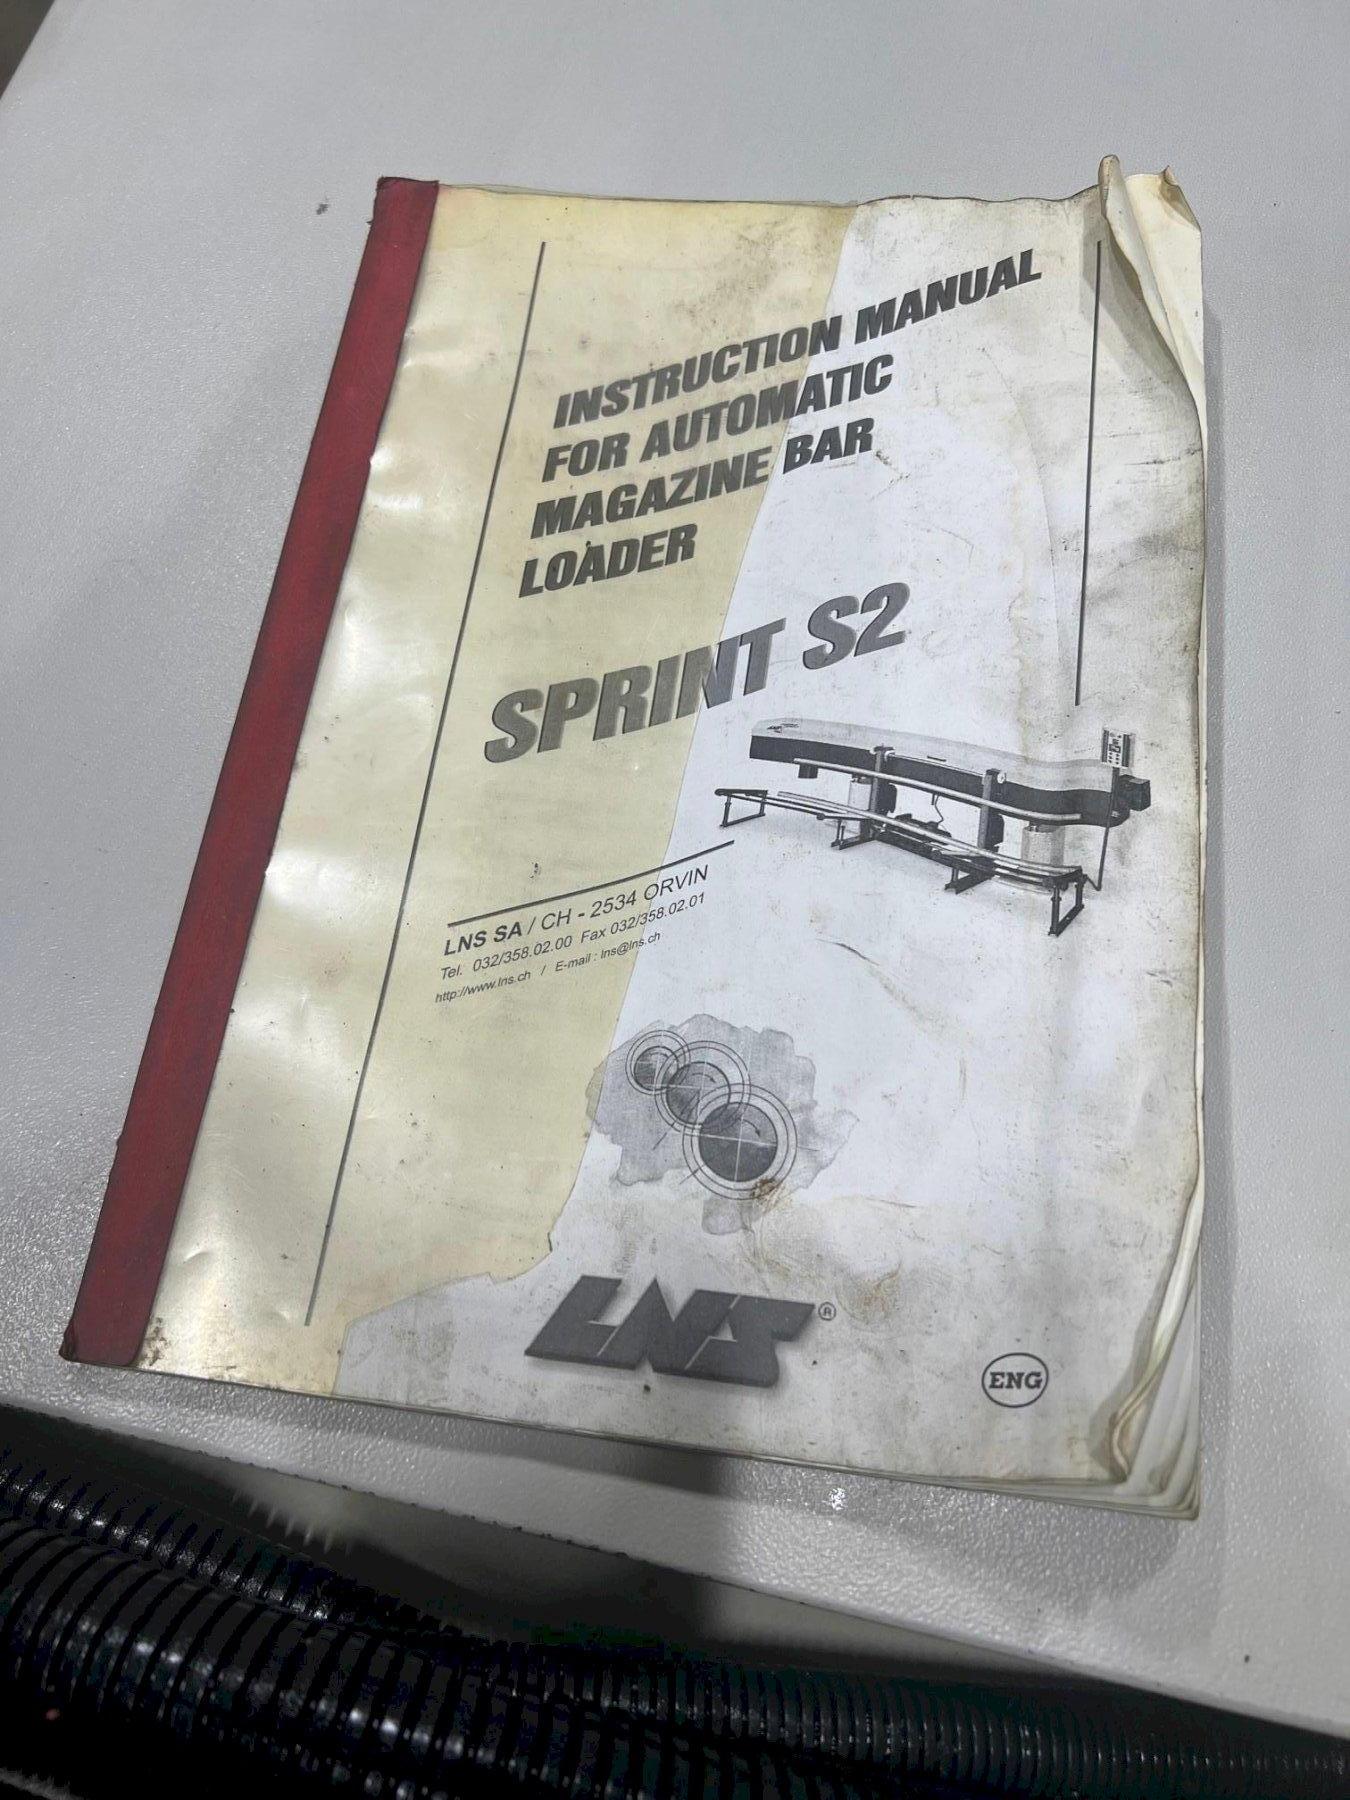 INSTRUCTION MANUAL
FOR AUTOMATIC
MAGAZINE BAR
LOADER
SPRINT S2
LNS SA / CH - 2534 ORVIN
Tel. 032/358.02.00 Fax 032/358.02.01
http://www.lns.ch / E-mail : lns@lns.ch
LNS®
ENG